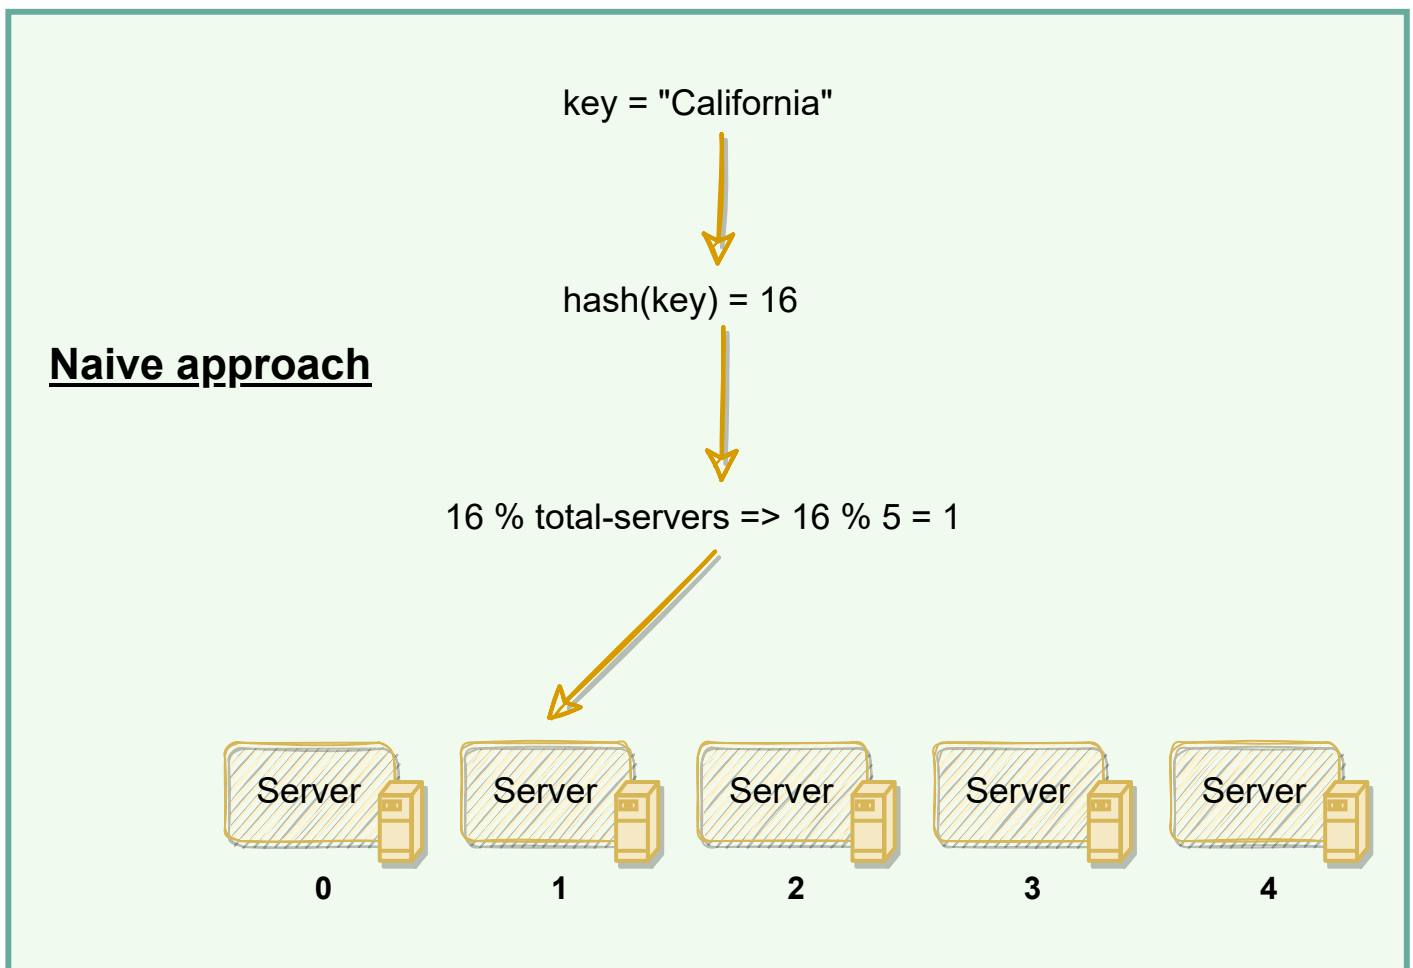 key = "California"
hash(key) = 16
Naive approach
16 % total-servers => 16 % 5 = 1
Server Server Server Server Server
0 1 2 3 4